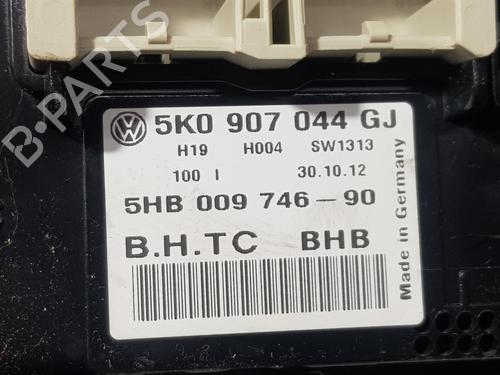 B-PARTS
VW 5K0 907 044 GJ
H19 H004 SW1313
100 I 30.10.12
5HB 009 746-90
B.H.TC BHB
Made in Germany